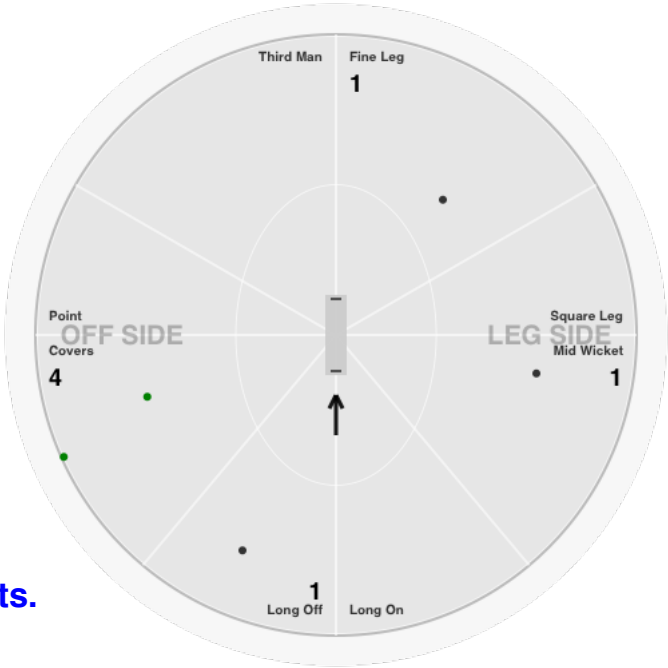 Third Man
Fine Leg
1
Point
Square Leg
OFF SIDE
LEG SIDE
Covers
Mid Wicket
4
1
ts.
1
Long Off
Long On